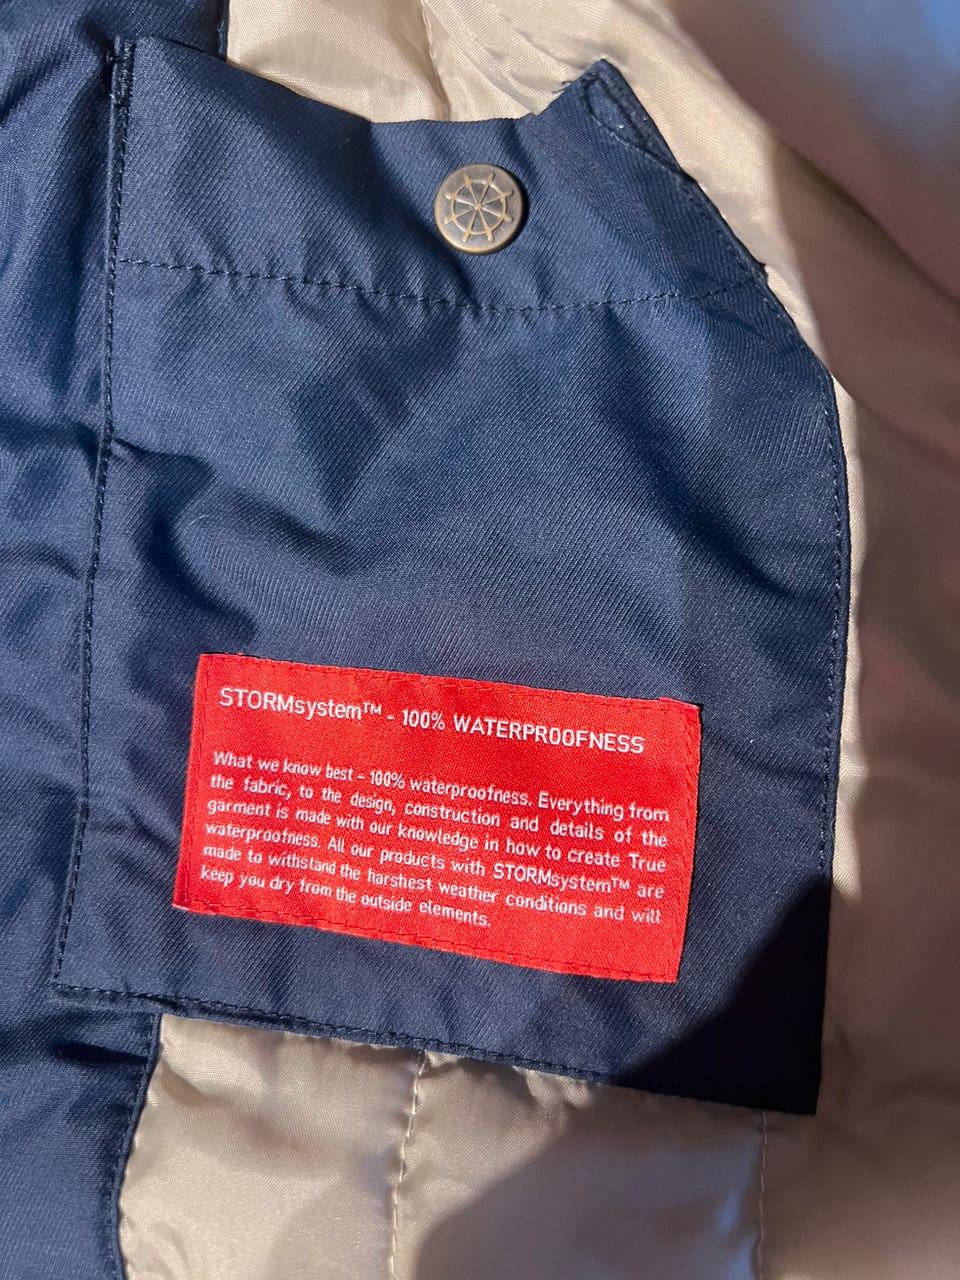 STORMsystem™ - 100% WATERPROOFNESS
What we know best - 100% waterproofness. Everything from
the fabric, to the design, construction and details of the
garment is made with our knowledge in how to create True
waterproofness. All our products with STORMsystem™ are
made to withstand the harshest weather conditions and will
keep you dry from the outside elements.